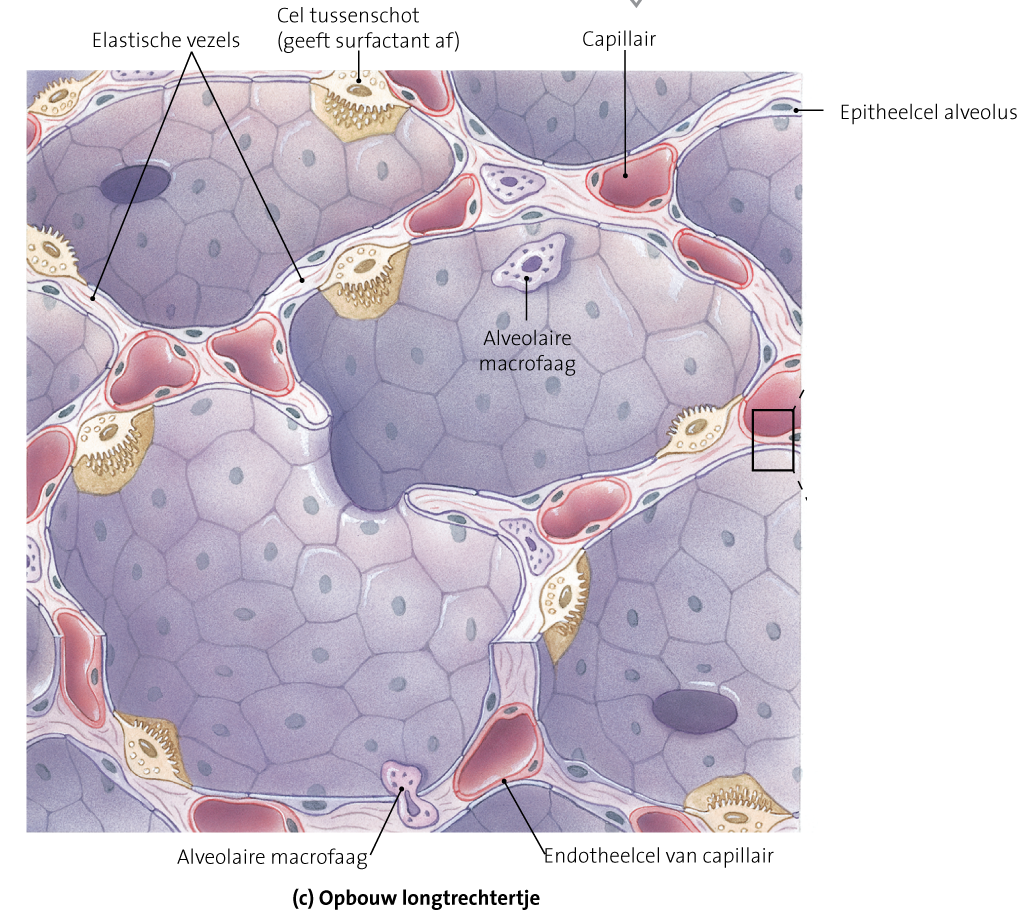 Cel tussenschot
(geeft surfactant af)
Elastische vezels
Capillair
Epitheelcel alveolus
Alveolaire
macrofaag
Alveolaire macrofaag
Endotheelcel van capillair
(c) Opbouw longtrechtertje